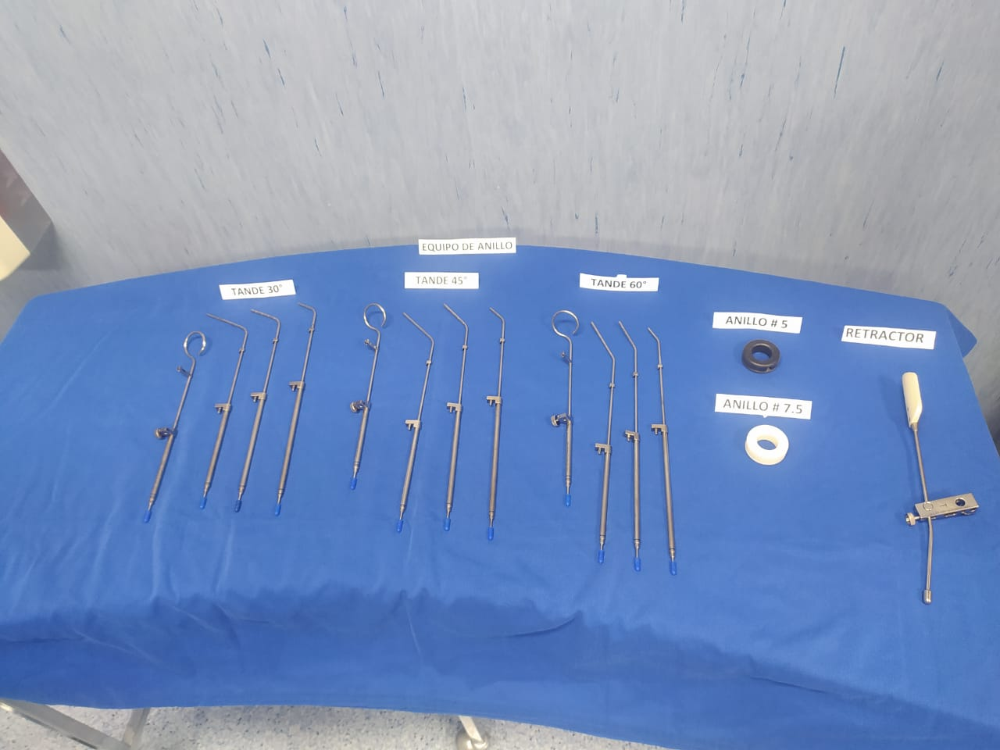 EQUIPO DE ANILLO
TANDE 30°
TANDE 45°
TANDE 60°
ANILLO # 5
RETRACTOR
ANILLO # 7.5